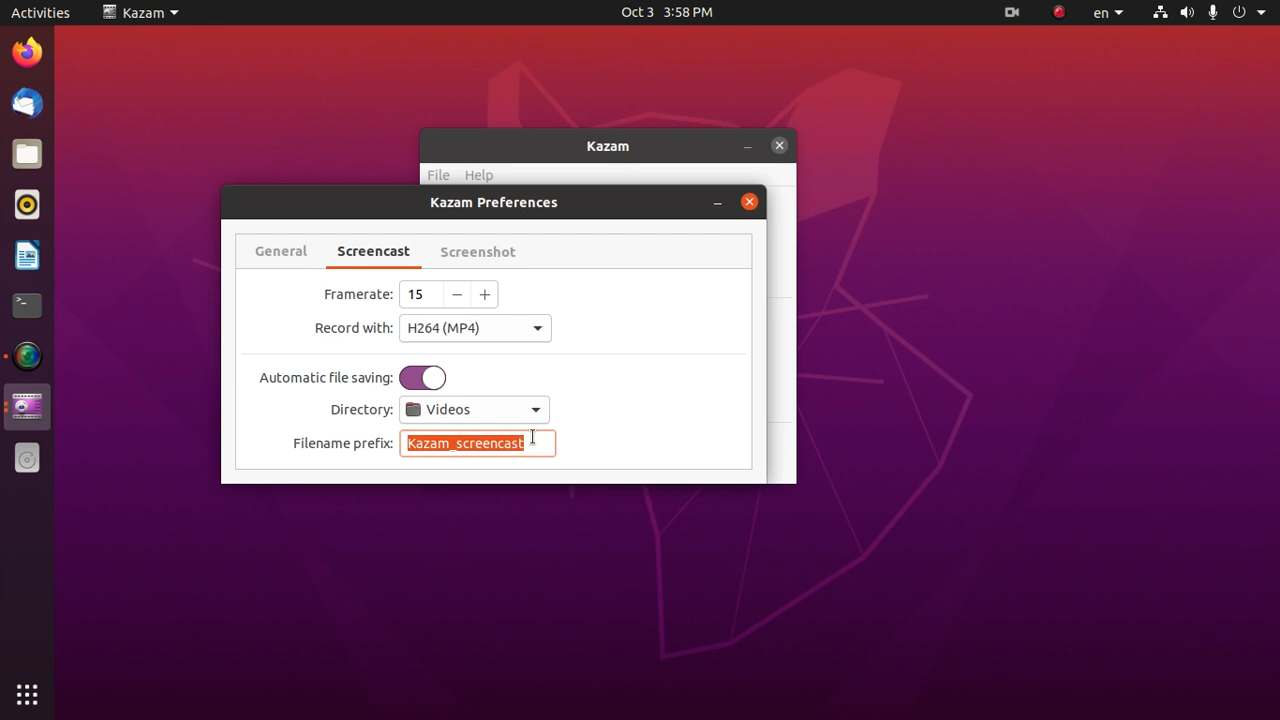 Activities Kazam Oct 3 3:58 PM en
Kazam
File Help
Kazam Preferences
General Screencast Screenshot
Framerate: 15 − +
Record with: H264 (MP4)
Automatic file saving:
Directory: Videos
Filename prefix: Kazam_screencast